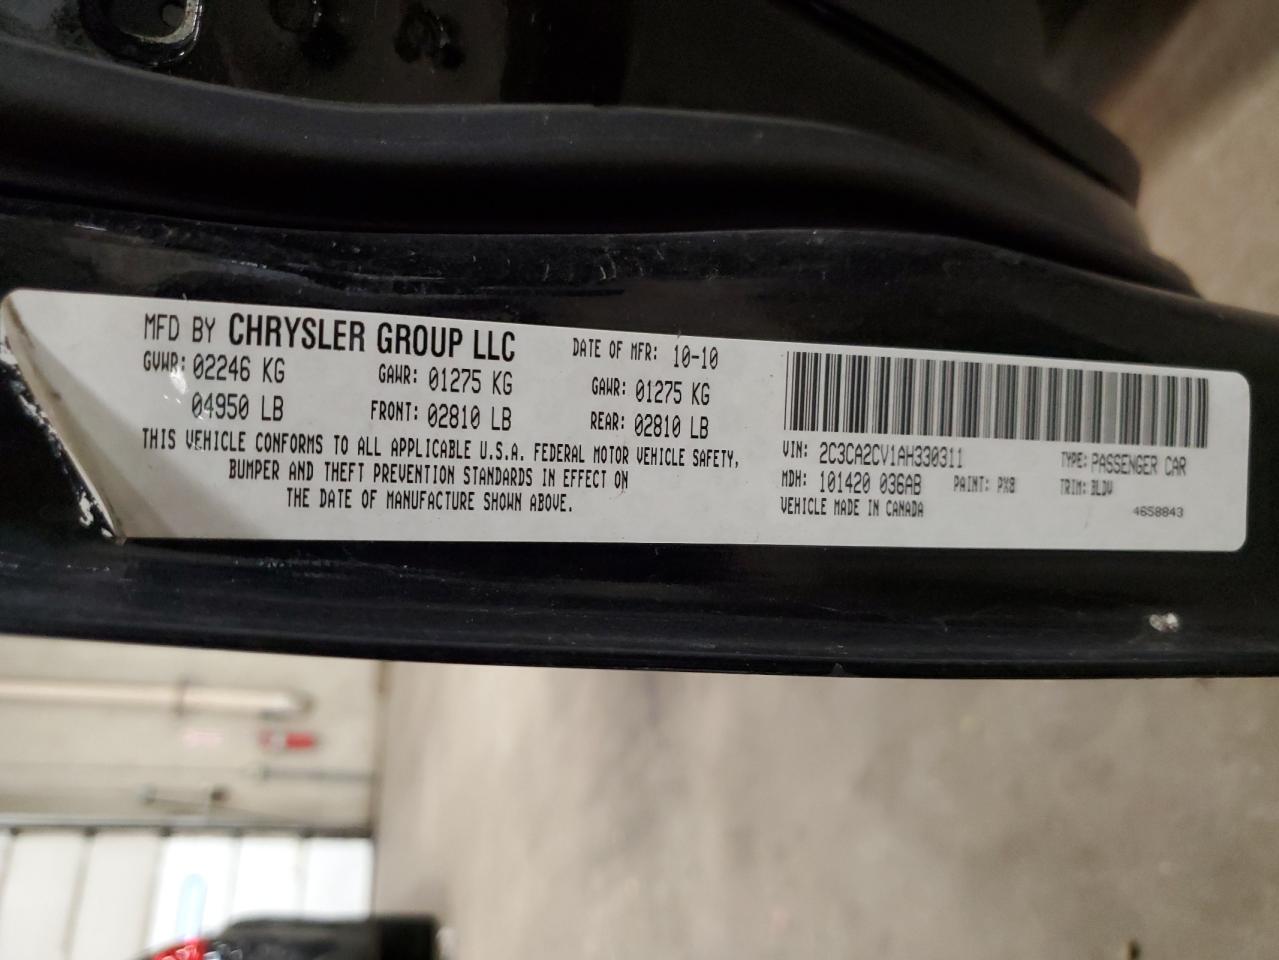 MFD BY CHRYSLER GROUP LLC DATE OF MFR: 10-10
GVWR: 02246 KG GAWR: 01275 KG GAWR: 01275 KG
04950 LB FRONT: 02810 LB REAR: 02810 LB
THIS VEHICLE CONFORMS TO ALL APPLICABLE U.S.A. FEDERAL MOTOR VEHICLE SAFETY,
BUMPER AND THEFT PREVENTION STANDARDS IN EFFECT ON
THE DATE OF MANUFACTURE SHOWN ABOVE.
VIN: 2C3CA2CV1AH330311 TYPE: PASSENGER CAR
MDH: 101420 036AB PAINT: PX8 TRIM: BLDV
VEHICLE MADE IN CANADA 4658843